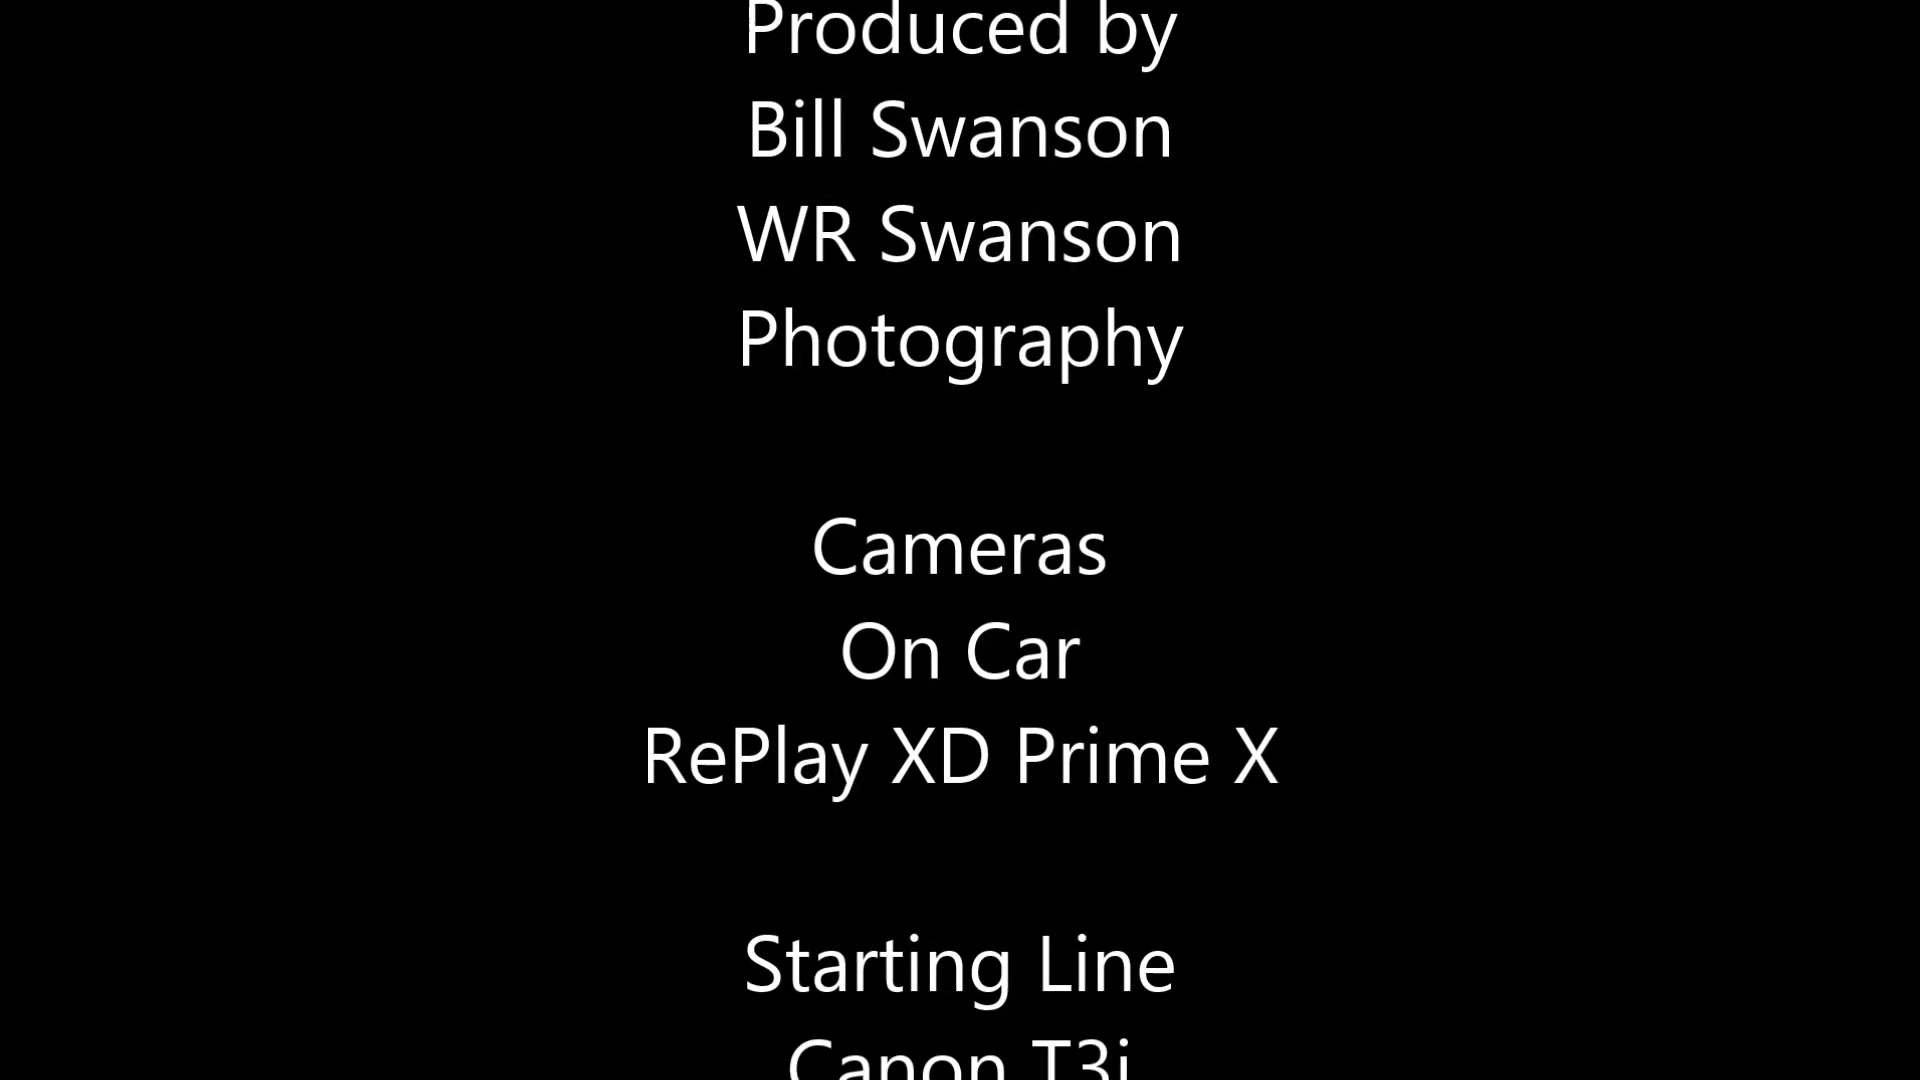 Produced by
Bill Swanson
WR Swanson
Photography
Cameras
On Car
RePlay XD Prime X
Starting Line
Canon T3i